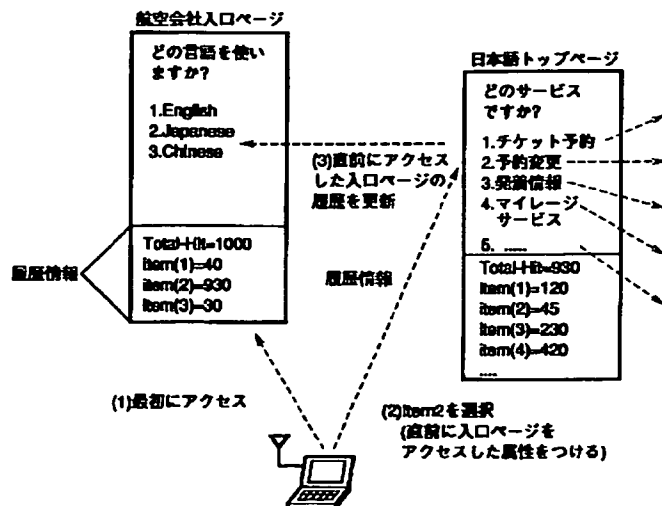 航空会社入口ページ
どの言語を使い
ますか?
1.English
2.Japanese
3.Chinese
Total-Hit=1000
item(1)=40
item(2)=930
item(3)=30
履歴情報
日本語トップページ
どのサービス
ですか?
1.チケット予約
2.予約変更
3.発着情報
4.マイレージ
サービス
5. .....
Total-Hit=930
item(1)=120
item(2)=45
item(3)=230
item(4)=420
....
(3)直前にアクセス
した入口ページの
履歴を更新
履歴情報
(1)最初にアクセス
(2)Item2を選択
(直前に入口ページを
アクセスした属性をつける)